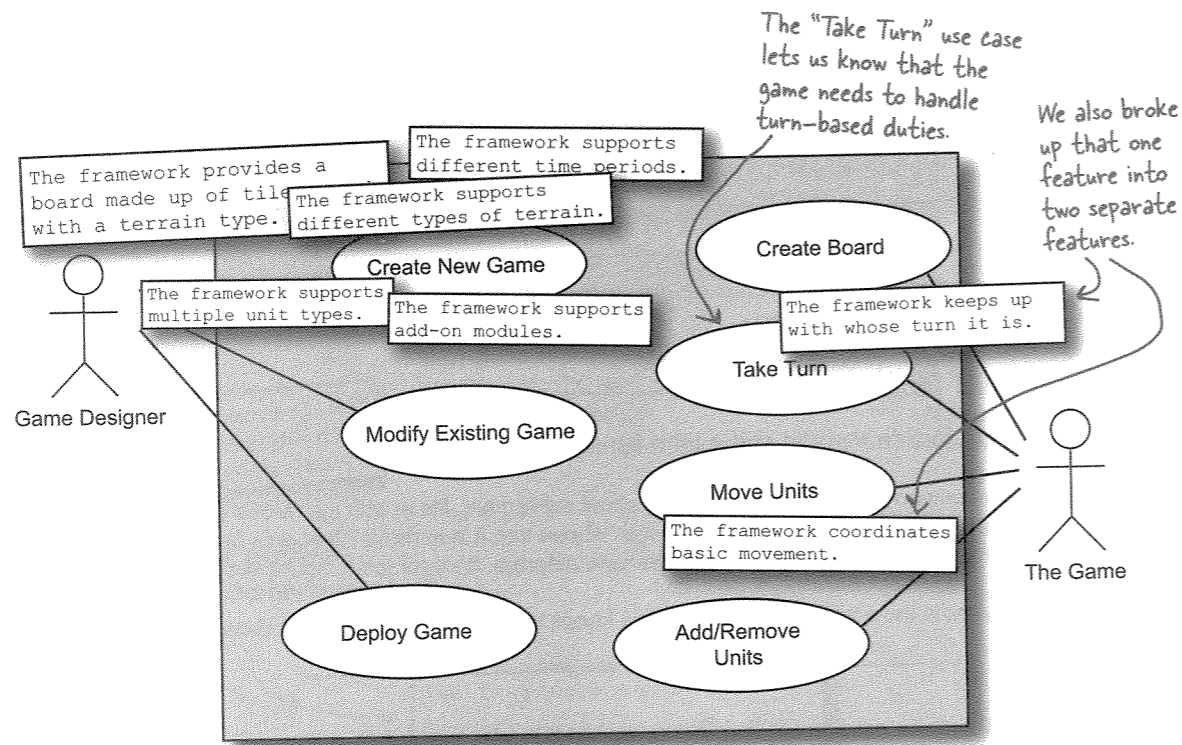 The "Take Turn" use case
lets us know that the
game needs to handle
turn-based duties.
We also broke
up that one
feature into
two separate
features.
The framework supports
different time periods.
The framework provides a
board made up of tile
with a terrain type.
The framework supports
different types of terrain.
Create New Game
Create Board
The framework supports
multiple unit types.
The framework supports
add-on modules.
The framework keeps up
with whose turn it is.
Take Turn
Game Designer
Modify Existing Game
Move Units
The framework coordinates
basic movement.
The Game
Deploy Game
Add/Remove
Units